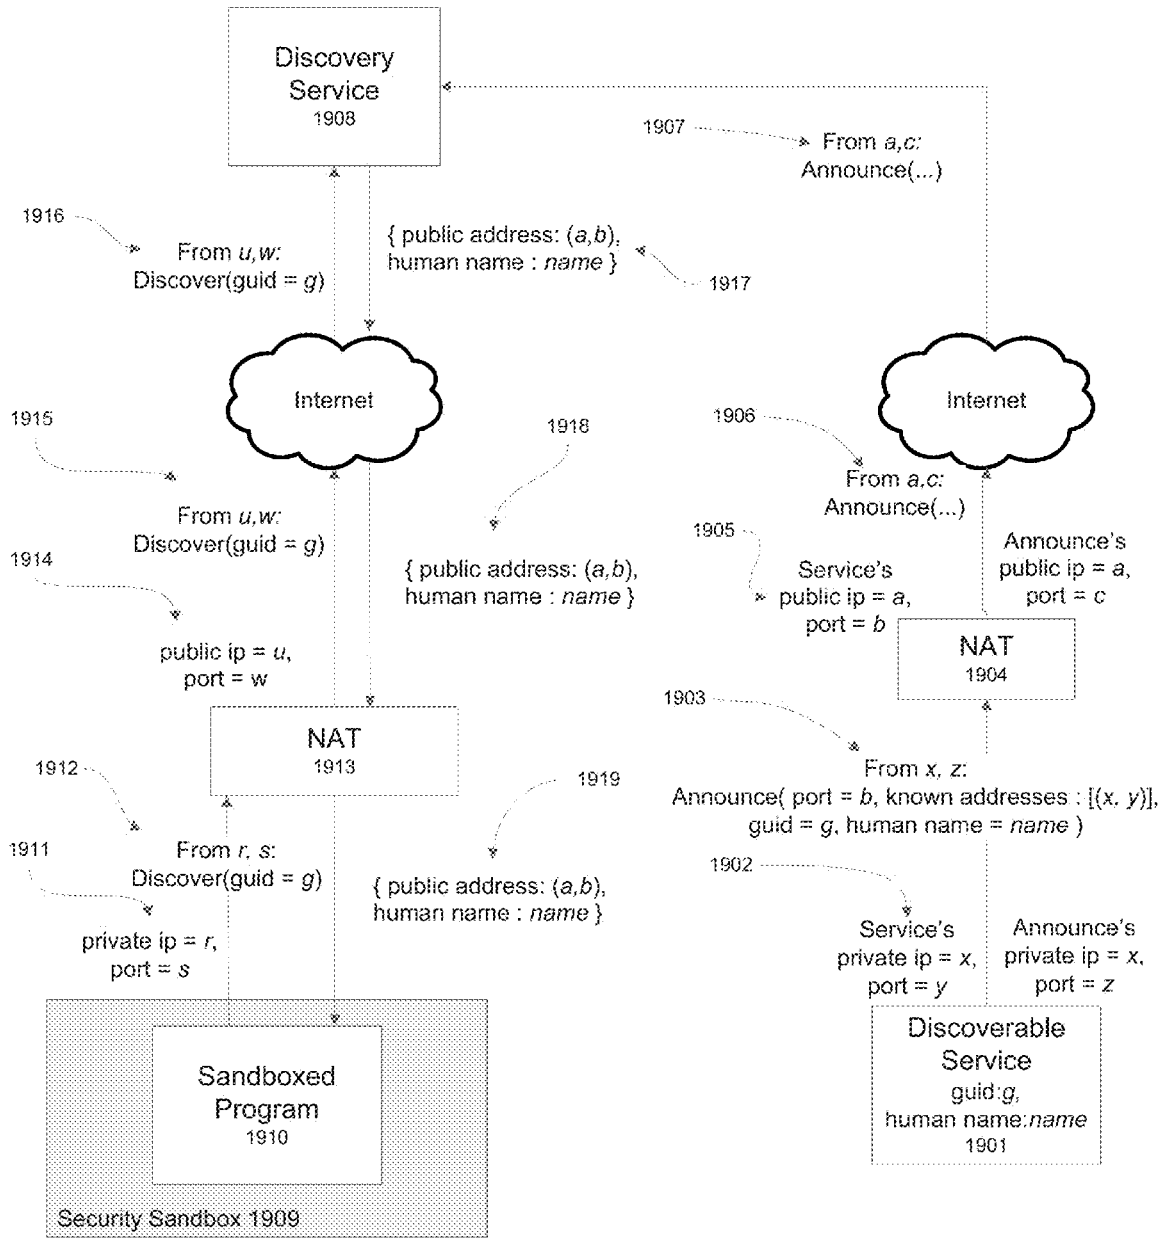 Discovery
Service
1908
1907
From a,c:
Announce(...)
1916
From u,w:
Discover(guid = g)
{ public address: (a,b),
human name : name }
1917
Internet
Internet
1915
1918
1906
From a,c:
Announce(...)
From u,w:
Discover(guid = g)
1914
{ public address: (a,b),
human name : name }
1905
Service's
public ip = a,
port = b
Announce's
public ip = a,
port = c
public ip = u,
port = w
NAT
1904
NAT
1913
1903
From x, z:
Announce( port = b, known addresses : [(x, y)],
guid = g, human name = name )
1912
1919
From r, s:
Discover(guid = g)
1911
{ public address: (a,b),
human name : name }
1902
private ip = r,
port = s
Service's
private ip = x,
port = y
Announce's
private ip = x,
port = z
Sandboxed
Program
1910
Security Sandbox 1909
Discoverable
Service
guid:g,
human name:name
1901